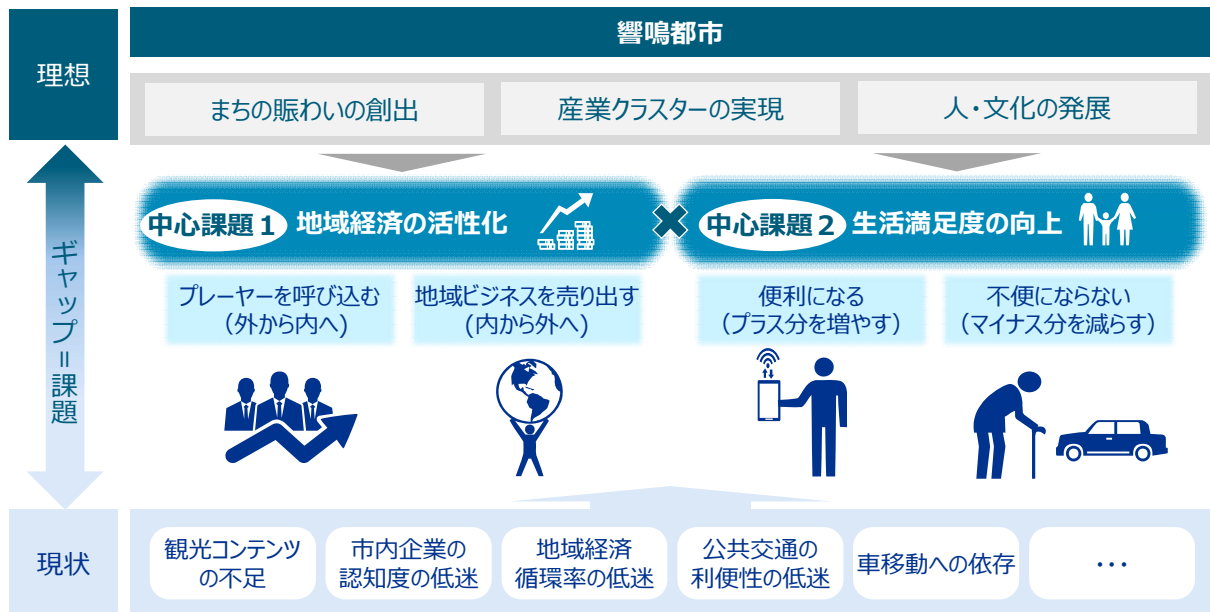 理想
響鳴都市
まちの賑わいの創出
産業クラスターの実現
人・文化の発展
ギャップ=課題
中心課題1 地域経済の活性化
中心課題2 生活満足度の向上
プレーヤーを呼び込む
（外から内へ)
地域ビジネスを売り出す
(内から外へ)
便利になる
（プラス分を増やす）
不便にならない
（マイナス分を減らす）
現状
観光コンテンツ
の不足
市内企業の
認知度の低迷
地域経済
循環率の低迷
公共交通の
利便性の低迷
車移動への依存
･･･